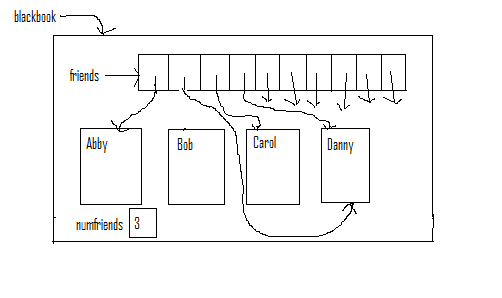 blackbook
friends
Abby
Bob
Carol
Danny
numfriends 3